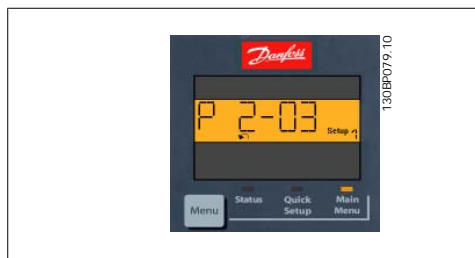 Danfoss
P 2-03
Setup 1
Status
Quick Setup
Main Menu
Menu
130BP079.10